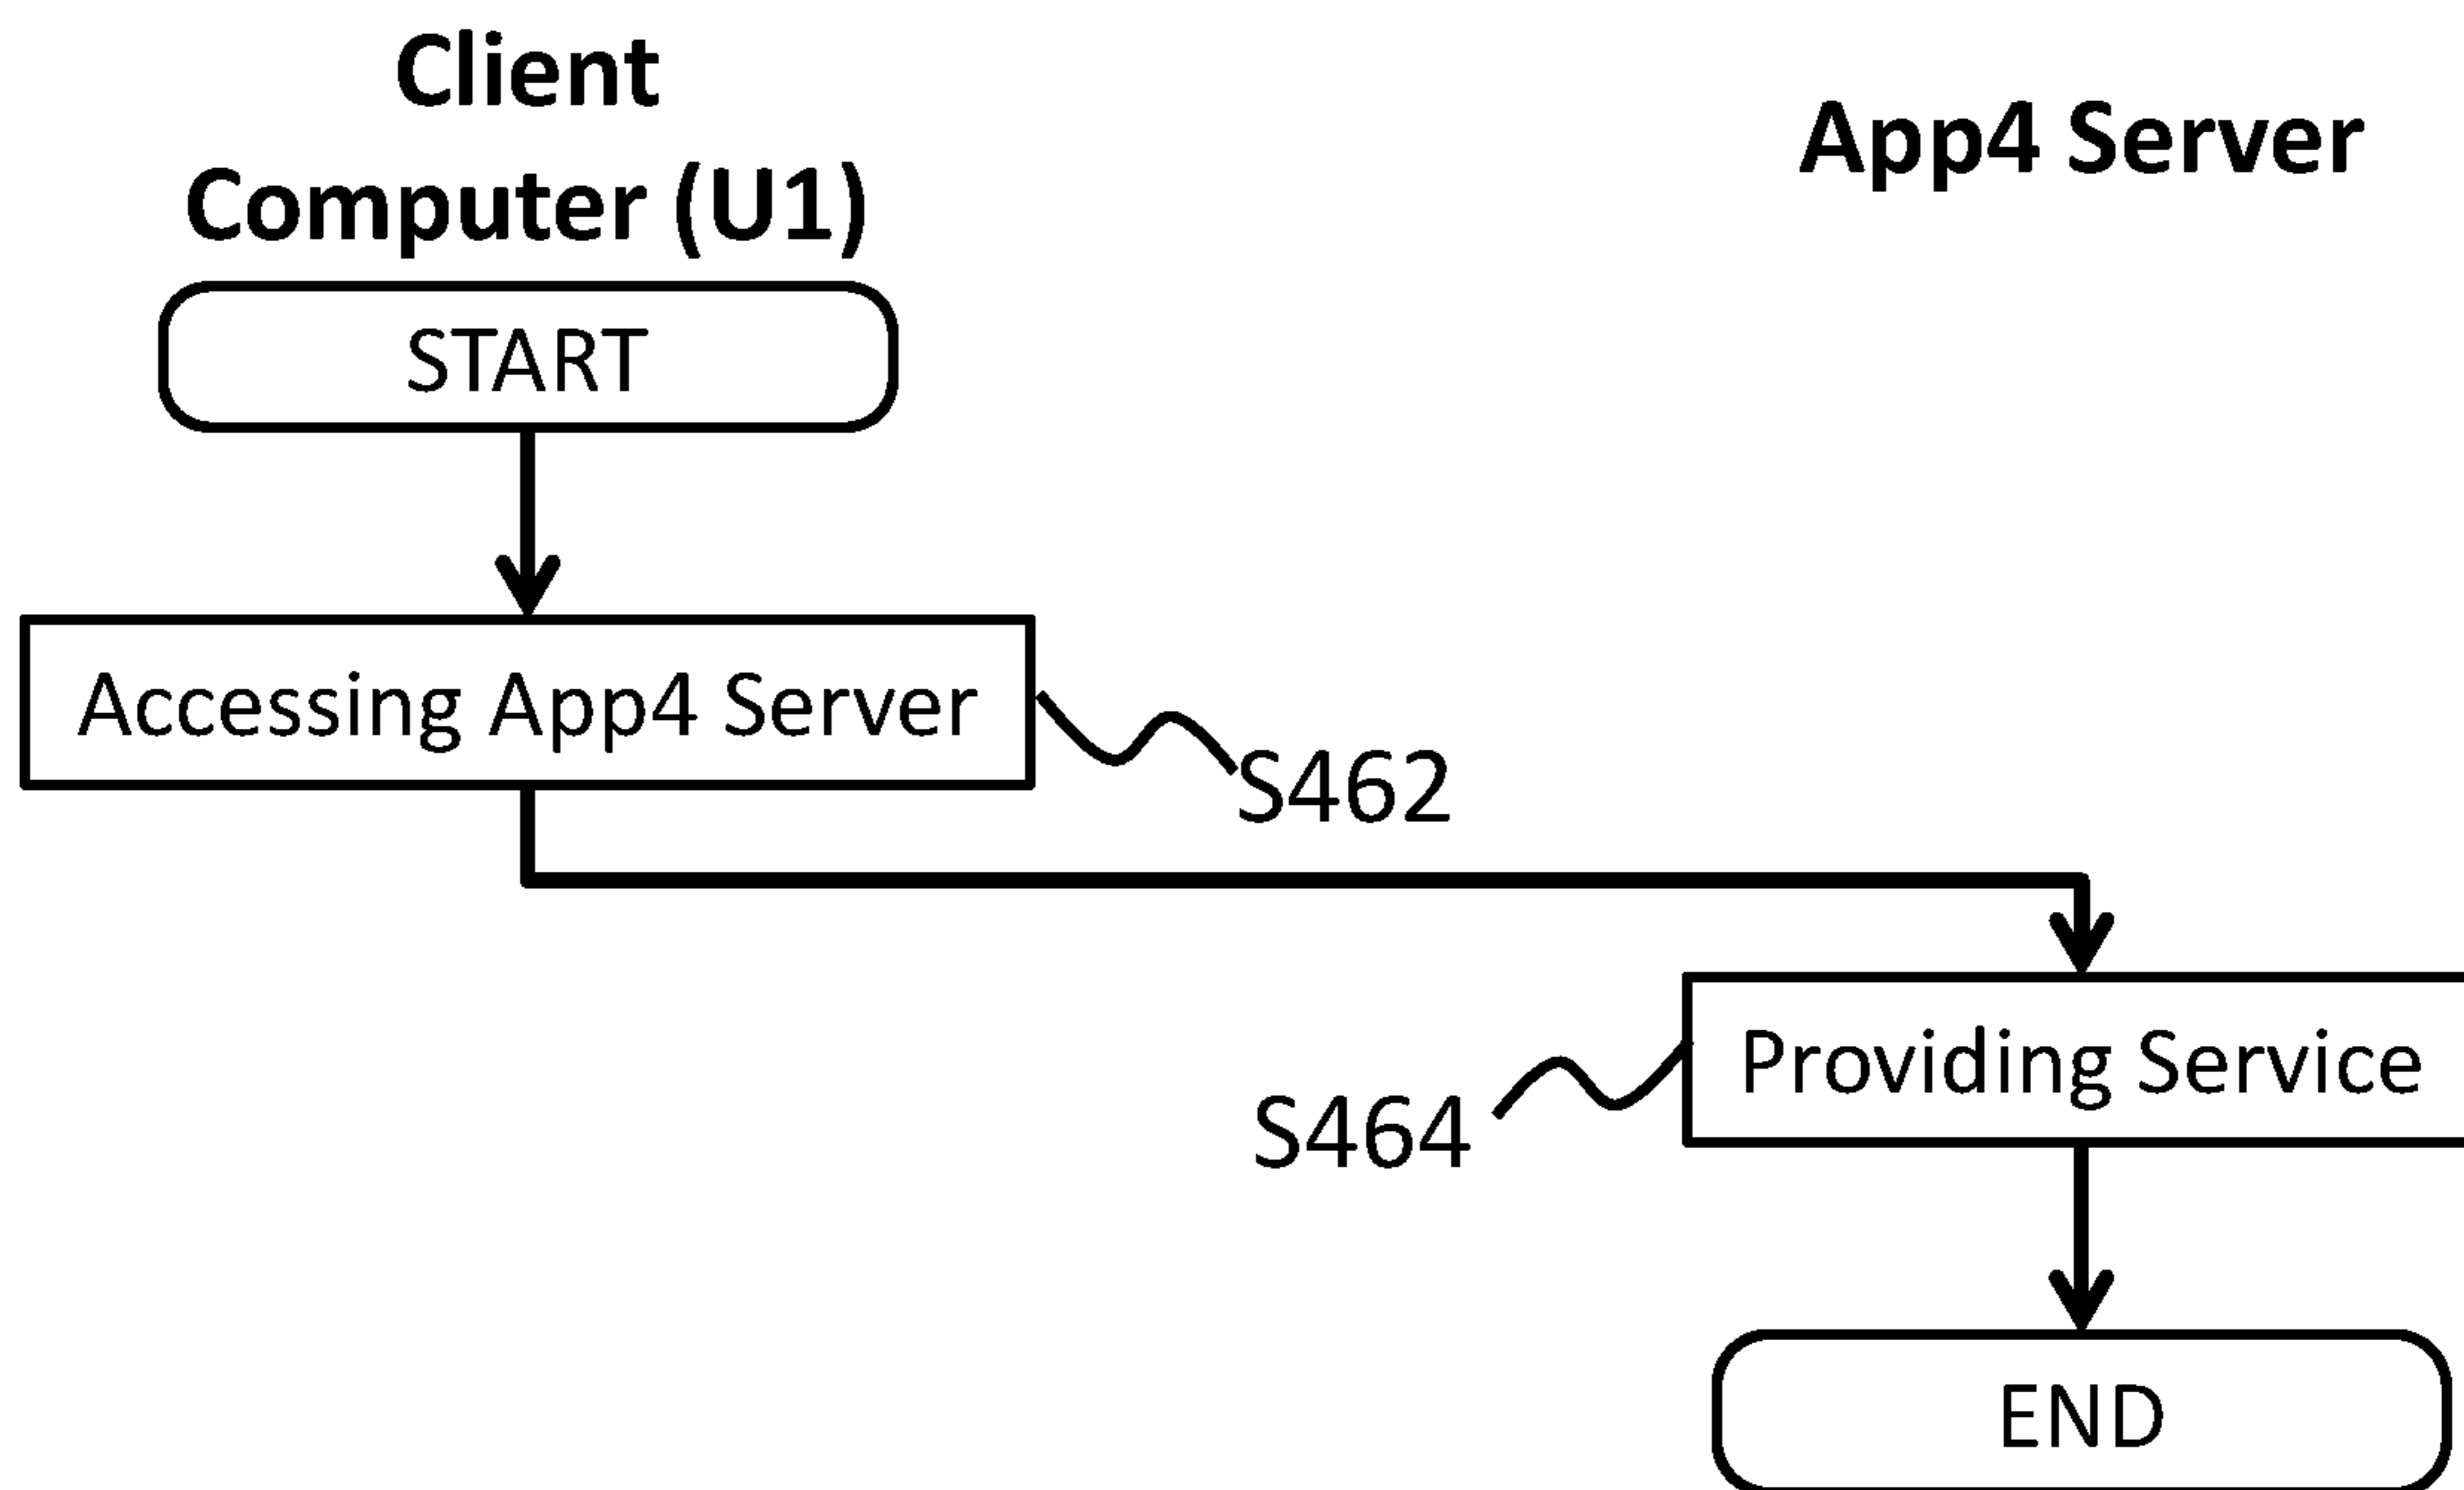 Client
Computer (U1)
App4 Server
START
Accessing App4 Server
S462
Providing Service
S464
END